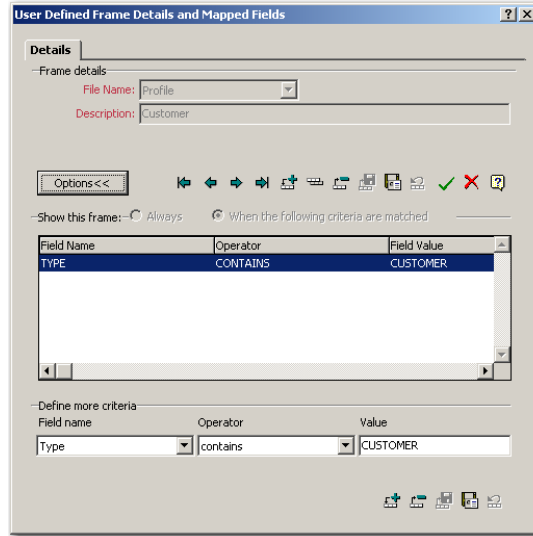 User Defined Frame Details and Mapped Fields
Details
Frame details
File Name: Profile
Description: Customer
Options<<
Show this frame: Always When the following criteria are matched
Field Name Operator Field Value
TYPE CONTAINS CUSTOMER
Define more criteria
Field name Operator Value
Type contains CUSTOMER